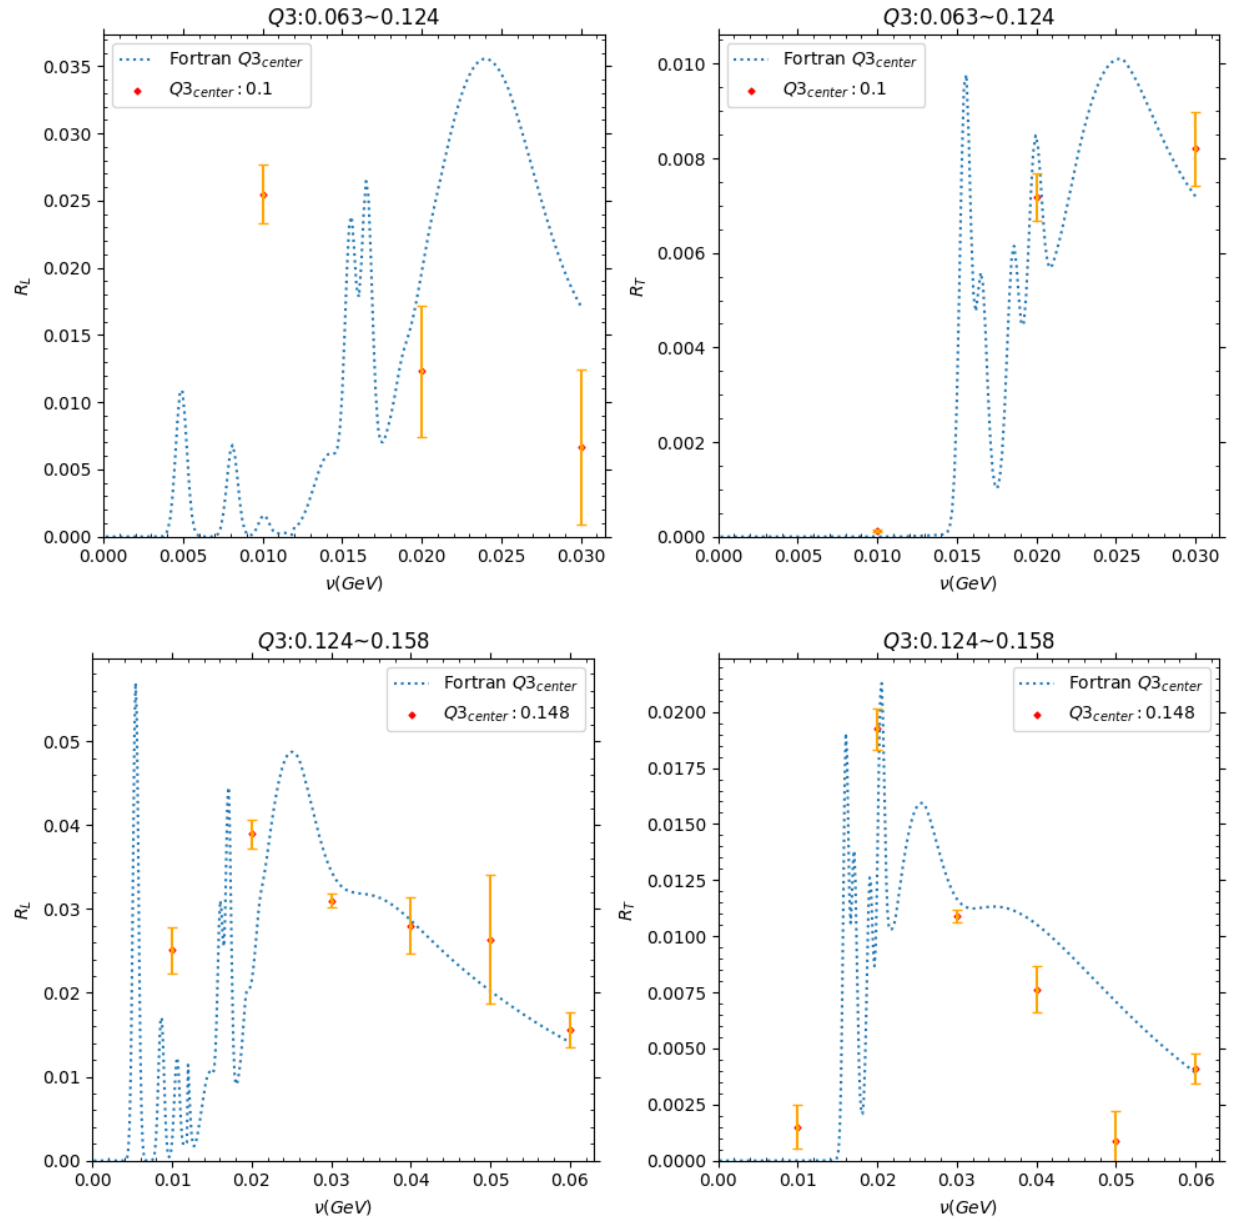 Q3:0.063~0.124
Fortran Q3center
Q3center: 0.1
RL
0.035
0.030
0.025
0.020
0.015
0.010
0.005
0.000
0.000 0.005 0.010 0.015 0.020 0.025 0.030
ν(GeV)
Q3:0.063~0.124
Fortran Q3center
Q3center: 0.1
RT
0.010
0.008
0.006
0.004
0.002
0.000
0.000 0.005 0.010 0.015 0.020 0.025 0.030
ν(GeV)
Q3:0.124~0.158
Fortran Q3center
Q3center: 0.148
RL
0.05
0.04
0.03
0.02
0.01
0.00
0.00 0.01 0.02 0.03 0.04 0.05 0.06
ν(GeV)
Q3:0.124~0.158
Fortran Q3center
Q3center: 0.148
RT
0.0200
0.0175
0.0150
0.0125
0.0100
0.0075
0.0050
0.0025
0.0000
0.00 0.01 0.02 0.03 0.04 0.05 0.06
ν(GeV)